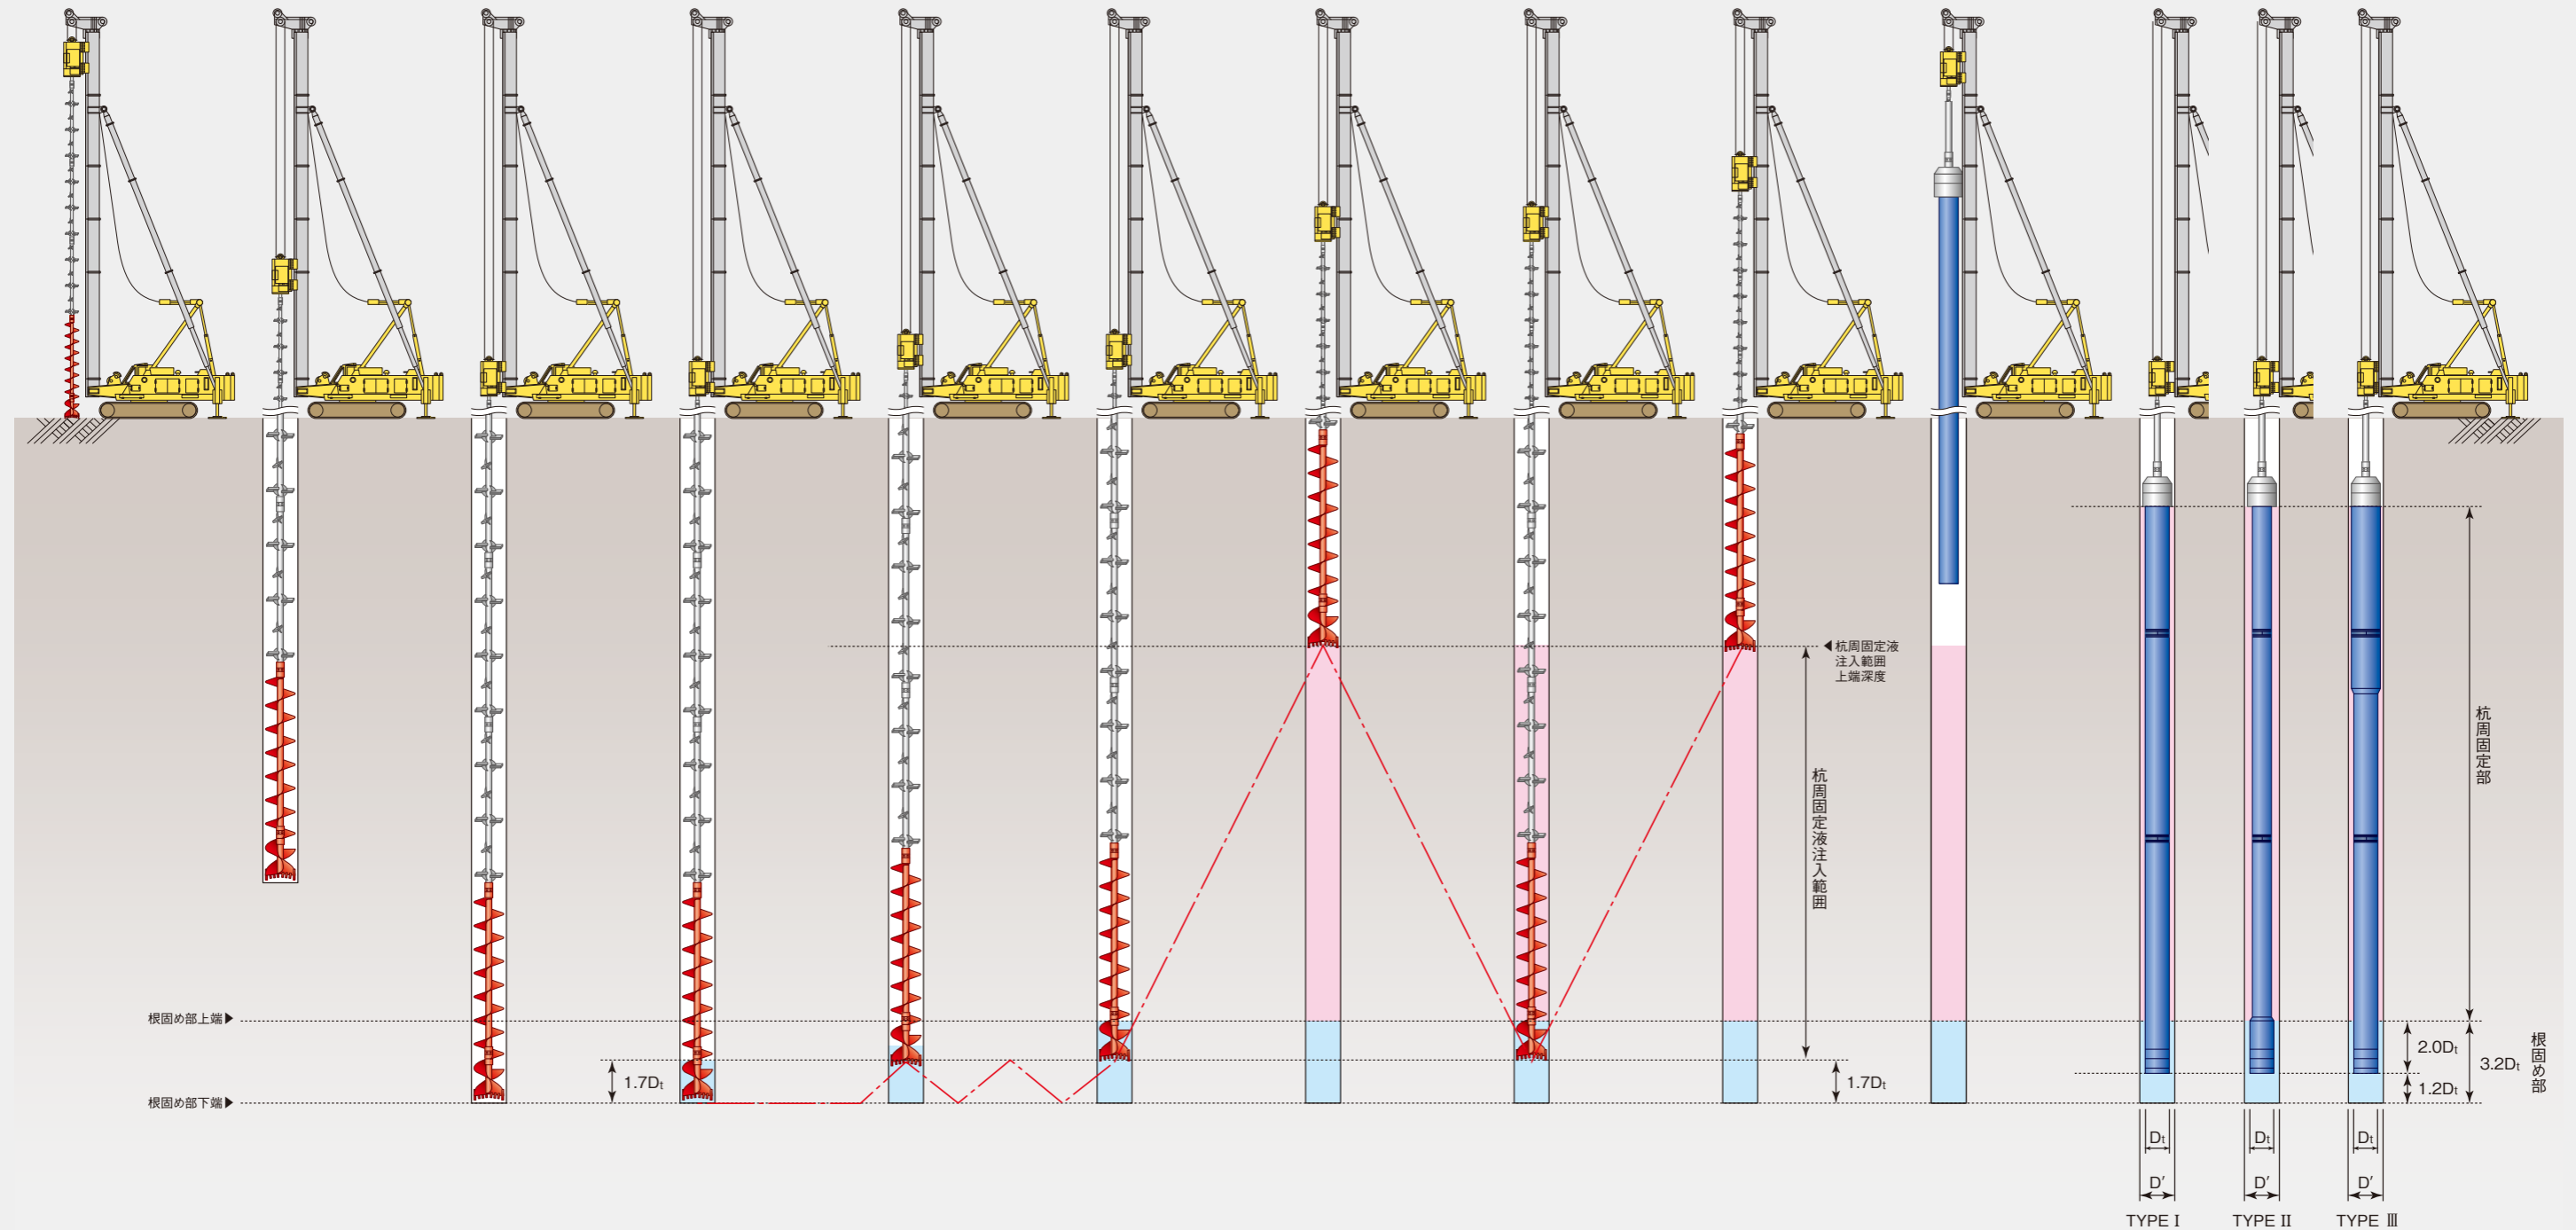 杭周固定液
注入範囲
上端深度
杭周固定液注入範囲
杭周固定部
根固め部上端
根固め部下端
1.7Dt
1.7Dt
2.0Dt
1.2Dt
3.2Dt
根固め部
Dt
Dt
Dt
D′
D′
D′
TYPE Ⅰ
TYPE Ⅱ
TYPE Ⅲ